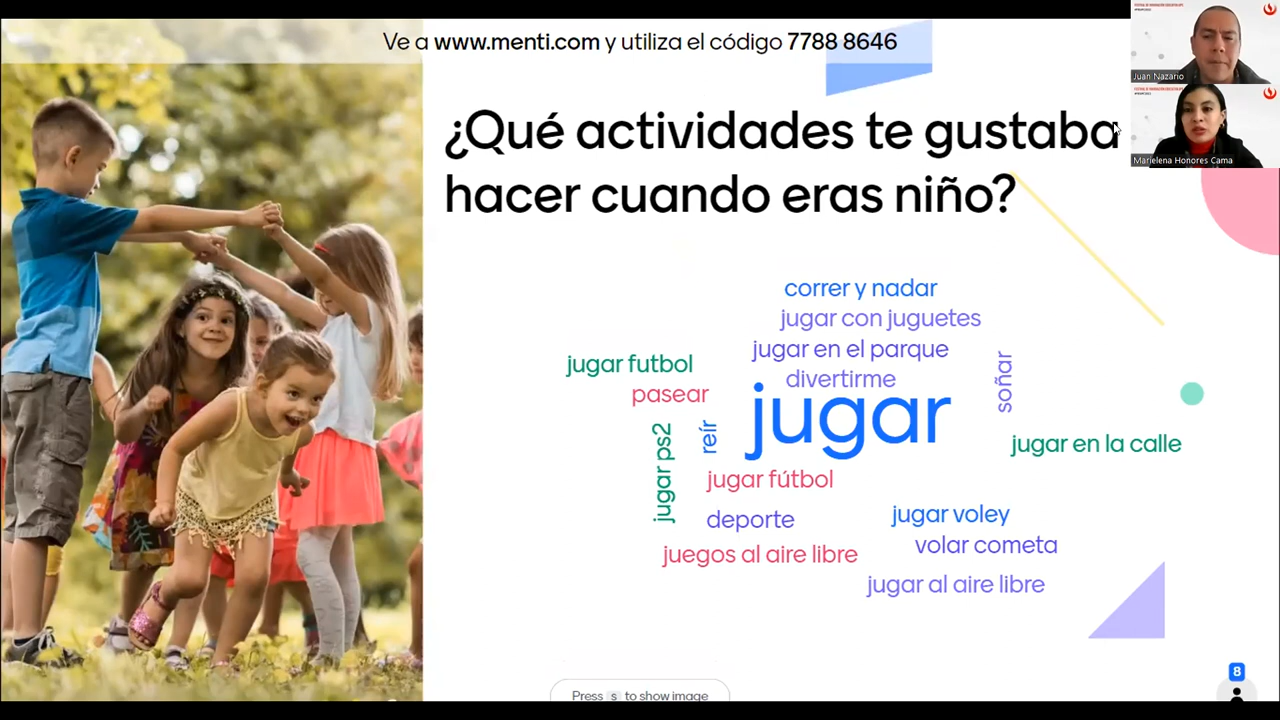 Ve a www.menti.com y utiliza el código 7788 8646
¿Qué actividades te gustaba
hacer cuando eras niño?
correr y nadar
jugar con juguetes
jugar en el parque
jugar futbol
divertirme
pasear
soñar
jugar
reír
jugar ps2
jugar en la calle
jugar fútbol
deporte
jugar voley
volar cometa
juegos al aire libre
jugar al aire libre
Press s to show image
8
Juan Nazario
Marielena Honores Cama